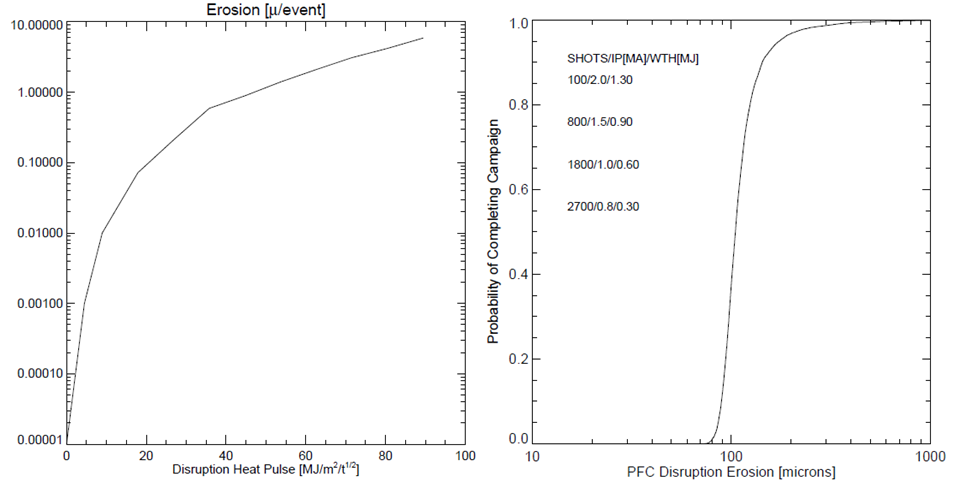 Erosion [μ/event]
10.00000
1.00000
0.10000
0.01000
0.00100
0.00010
0.00001
0 20 40 60 80 100
Disruption Heat Pulse [MJ/m²/t¹/²]
Probability of Completing Campaign
1.0
0.8
0.6
0.4
0.2
0.0
SHOTS/IP[MA]/WTH[MJ]
100/2.0/1.30
800/1.5/0.90
1800/1.0/0.60
2700/0.8/0.30
10 100 1000
PFC Disruption Erosion [microns]